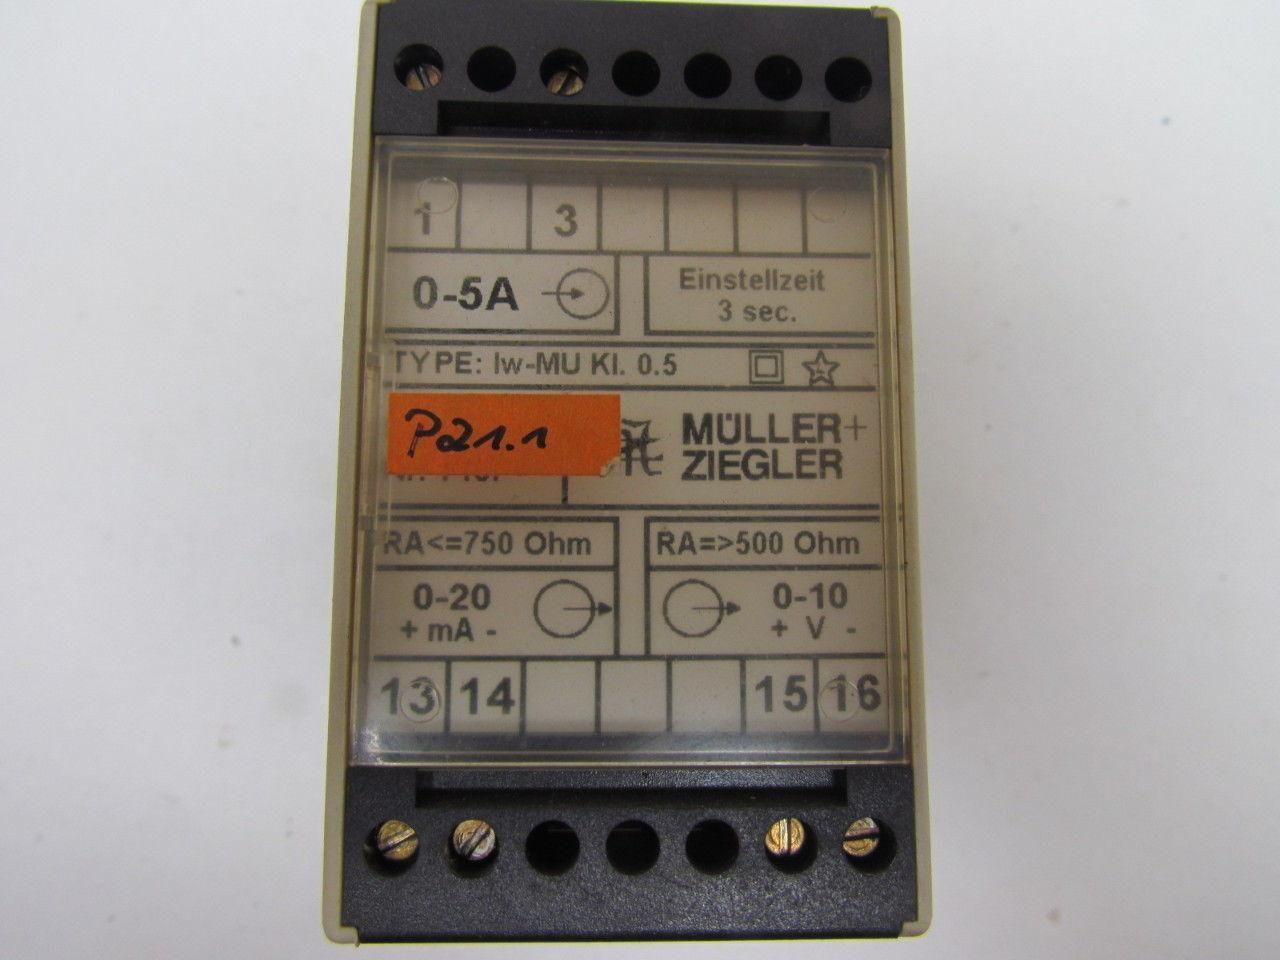 1 3
0-5A
Einstellzeit
3 sec.
TYPE: Iw-MU Kl. 0.5
P21.1
MÜLLER+
ZIEGLER
RA<=750 Ohm
0-20
+ mA -
RA=>500 Ohm
0-10
+ V -
13 14 15 16